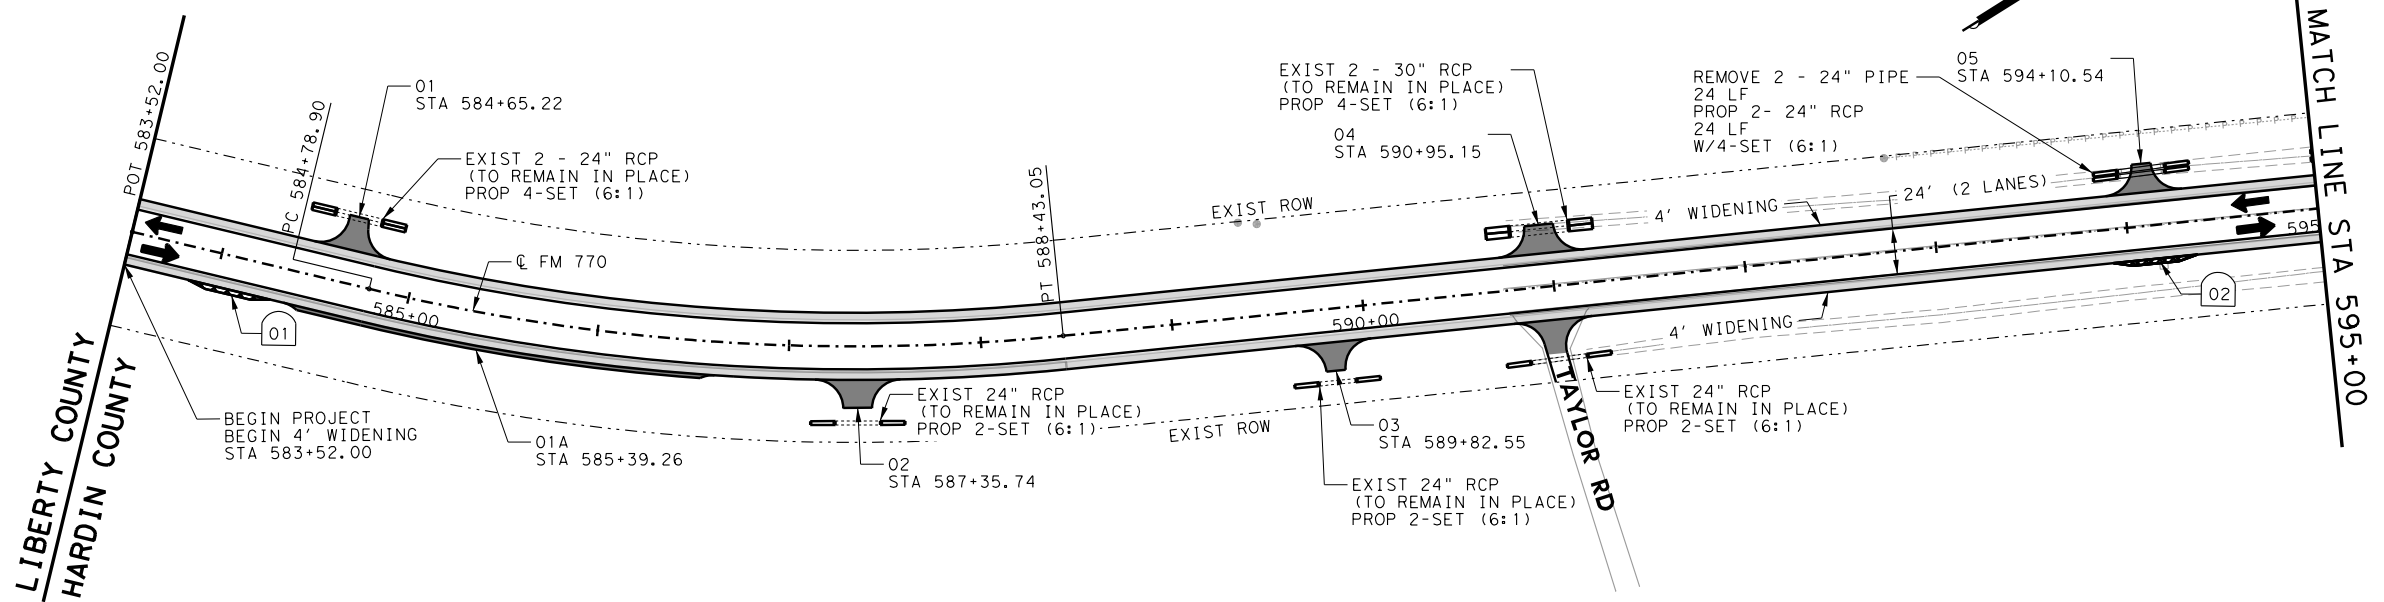 POT 583+52.00
PC 584+78.90
01
STA 584+65.22
EXIST 2 - 24" RCP
(TO REMAIN IN PLACE)
PROP 4-SET (6:1)
℄ FM 770
585+00
01
LIBERTY COUNTY
HARDIN COUNTY
BEGIN PROJECT
BEGIN 4' WIDENING
STA 583+52.00
01A
STA 585+39.26
PT 588+43.05
EXIST 24" RCP
(TO REMAIN IN PLACE)
PROP 2-SET (6:1)
02
STA 587+35.74
EXIST ROW
EXIST ROW
EXIST 2 - 30" RCP
(TO REMAIN IN PLACE)
PROP 4-SET (6:1)
04
STA 590+95.15
590+00
03
STA 589+82.55
EXIST 24" RCP
(TO REMAIN IN PLACE)
PROP 2-SET (6:1)
TAYLOR RD
EXIST 24" RCP
(TO REMAIN IN PLACE)
PROP 2-SET (6:1)
4' WIDENING
4' WIDENING
24' (2 LANES)
REMOVE 2 - 24" PIPE
24 LF
PROP 2- 24" RCP
24 LF
W/4-SET (6:1)
05
STA 594+10.54
595
02
MATCH LINE STA 595+00